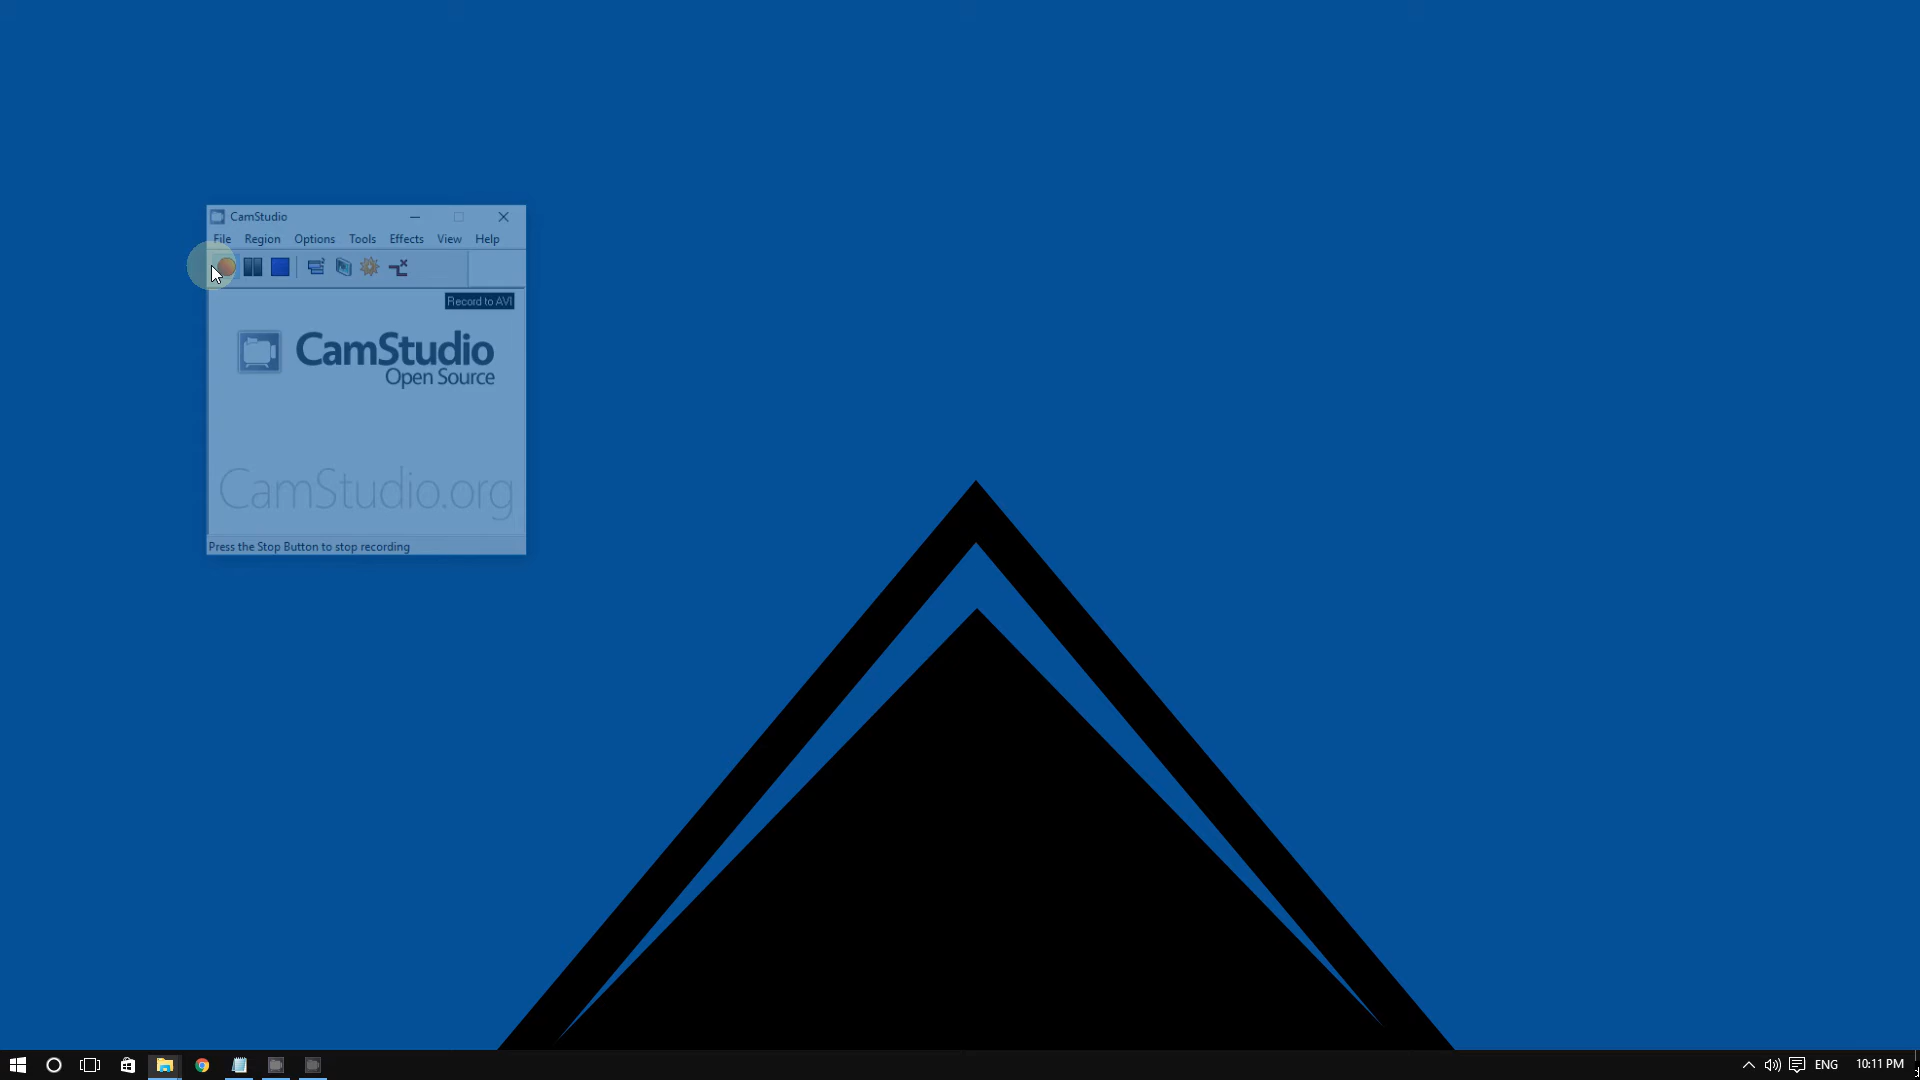 CamStudio
File Region Options Tools Effects View Help
Record to AVI
CamStudio
Open Source
CamStudio.org
Press the Stop Button to stop recording
ENG 10:11 PM